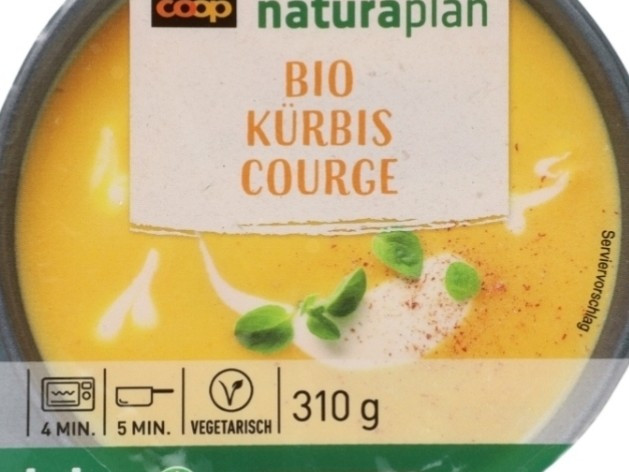 coop naturaplan
BIO
KÜRBIS
COURGE
Serviervorschlag.
4 MIN. 5 MIN. VEGETARISCH 310 g